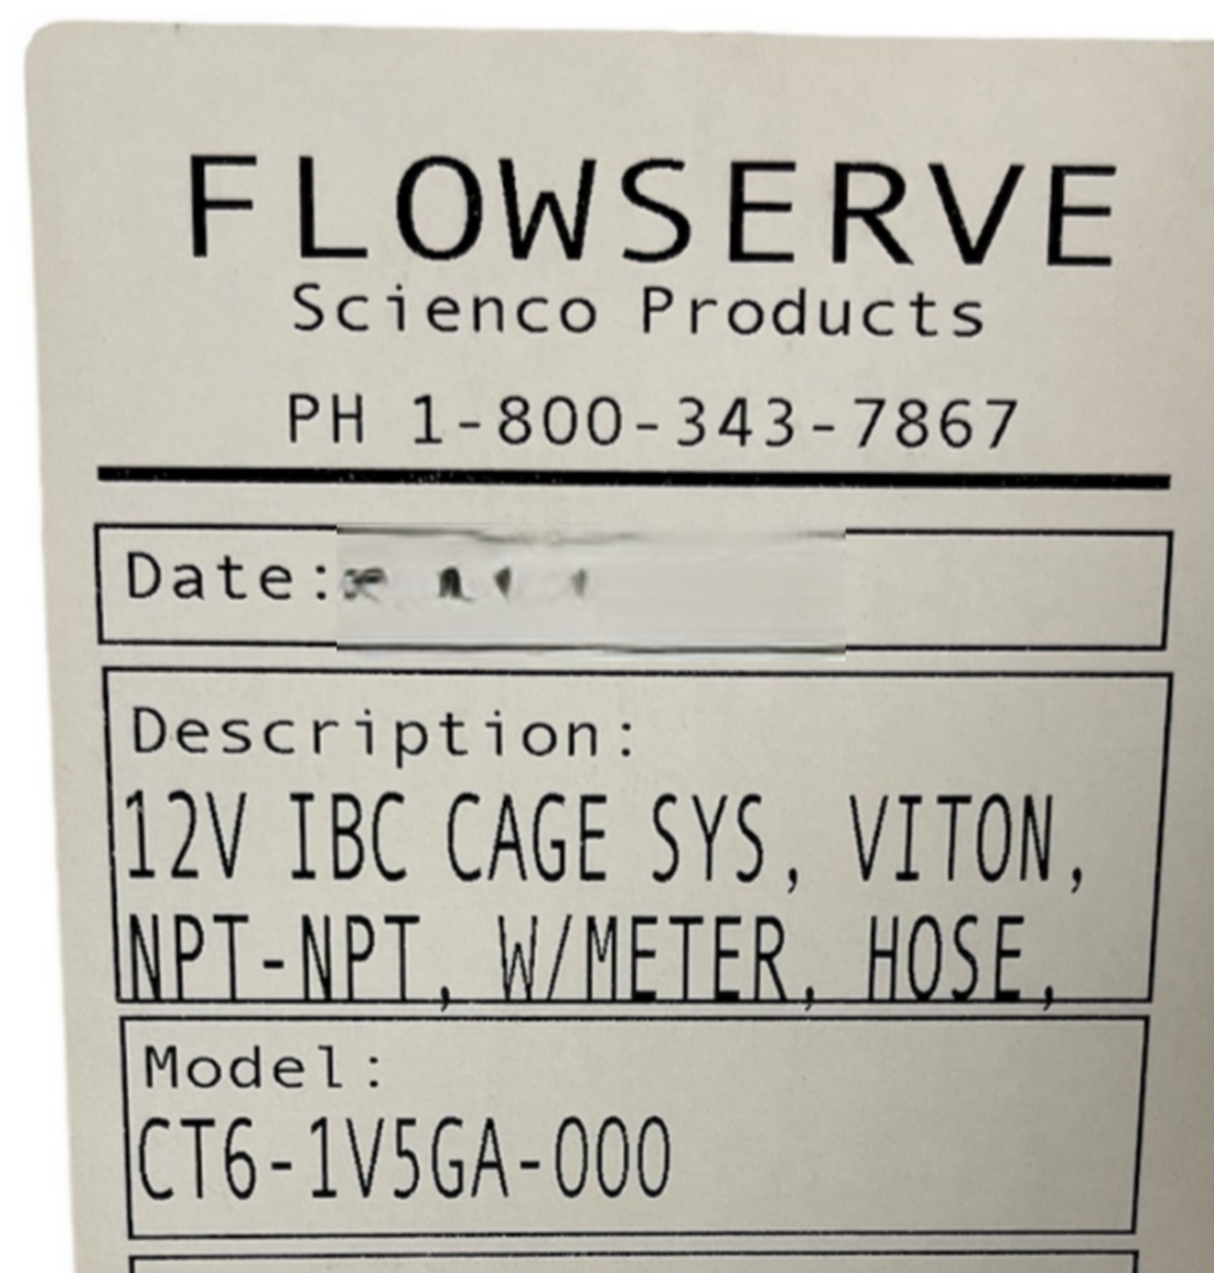 FLOWSERVE
Scienco Products
PH 1-800-343-7867
Date:
Description:
12V IBC CAGE SYS, VITON,
NPT-NPT, W/METER, HOSE,
Model:
CT6-1V5GA-000